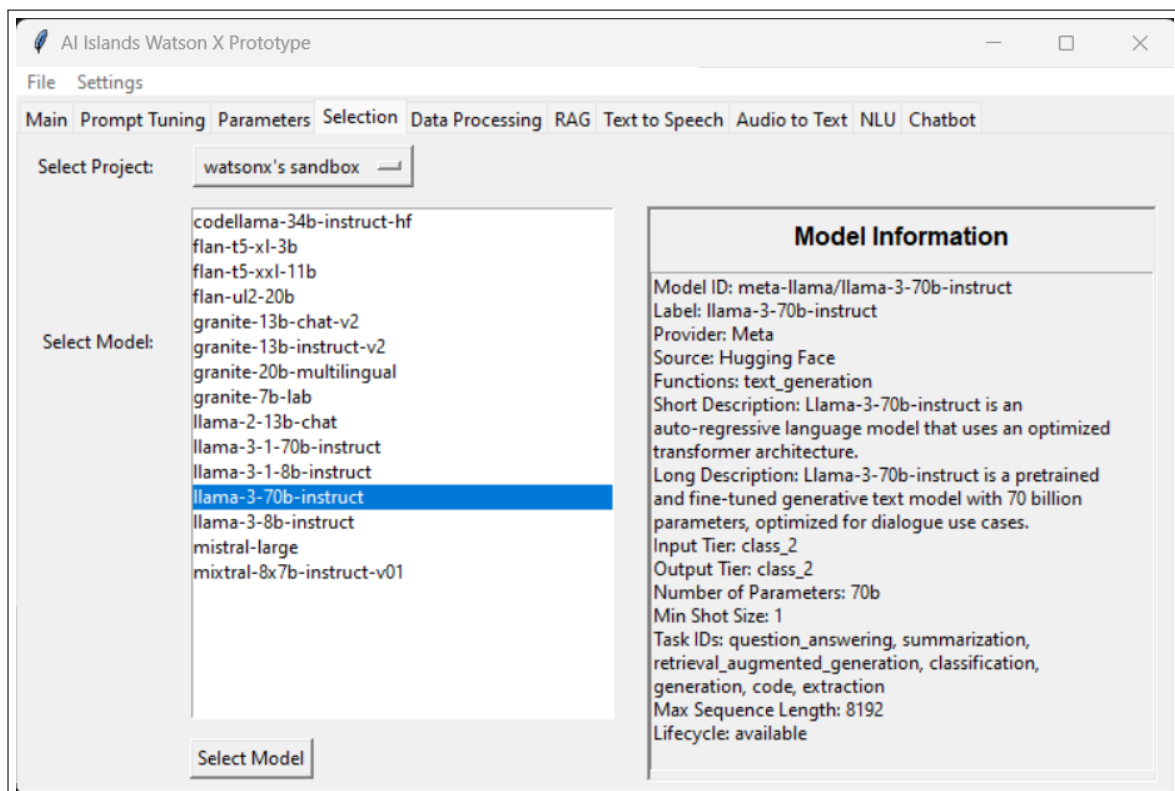 AI Islands Watson X Prototype
File Settings
Main Prompt Tuning Parameters Selection Data Processing RAG Text to Speech Audio to Text NLU Chatbot
Select Project:
watsonx's sandbox
Select Model:
codellama-34b-instruct-hf
flan-t5-xl-3b
flan-t5-xxl-11b
flan-ul2-20b
granite-13b-chat-v2
granite-13b-instruct-v2
granite-20b-multilingual
granite-7b-lab
llama-2-13b-chat
llama-3-1-70b-instruct
llama-3-1-8b-instruct
llama-3-70b-instruct
llama-3-8b-instruct
mistral-large
mixtral-8x7b-instruct-v01
Select Model
Model Information
Model ID: meta-llama/llama-3-70b-instruct
Label: llama-3-70b-instruct
Provider: Meta
Source: Hugging Face
Functions: text_generation
Short Description: Llama-3-70b-instruct is an
auto-regressive language model that uses an optimized
transformer architecture.
Long Description: Llama-3-70b-instruct is a pretrained
and fine-tuned generative text model with 70 billion
parameters, optimized for dialogue use cases.
Input Tier: class_2
Output Tier: class_2
Number of Parameters: 70b
Min Shot Size: 1
Task IDs: question_answering, summarization,
retrieval_augmented_generation, classification,
generation, code, extraction
Max Sequence Length: 8192
Lifecycle: available